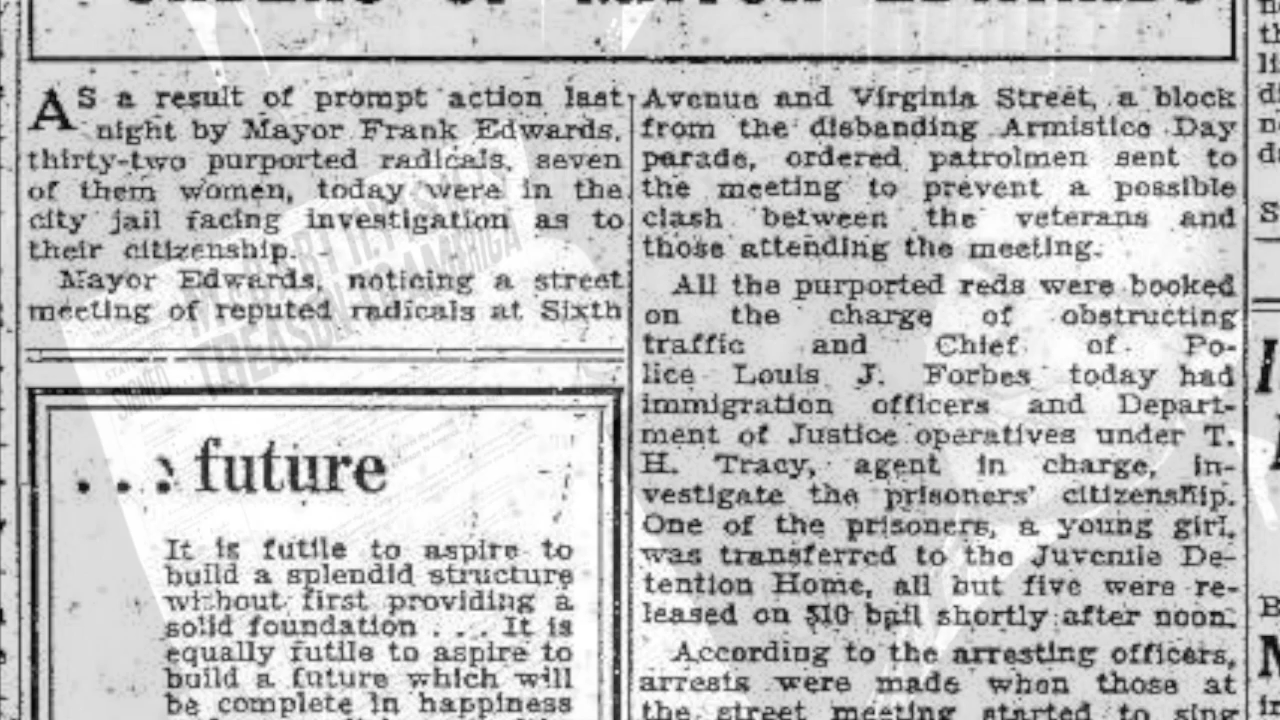 AS a result of prompt action last
night by Mayor Frank Edwards,
thirty-two purported radicals, seven
of them women, today were in the
city jail facing investigation as to
their citizenship.
Mayor Edwards, noticing a street
meeting of reputed radicals at Sixth
Avenue and Virginia Street, a block
from the disbanding Armistice Day
parade, ordered patrolmen sent to
the meeting to prevent a possible
clash between the veterans and
those attending the meeting.
All the purported reds were booked
on the charge of obstructing
traffic and Chief of Po-
lice Louis J. Forbes today had
immigration officers and Depart-
ment of Justice operatives under T.
H. Tracy, agent in charge, in-
vestigate the prisoners' citizenship.
One of the prisoners, a young girl,
was transferred to the Juvenile De-
tention Home, all but five were re-
leased on $10 bail shortly after noon.
According to the arresting officers,
arrests were made when those at
the street meeting started to sing
... future
It is futile to aspire to
build a splendid structure
without first providing a
solid foundation ... It is
equally futile to aspire to
build a future which will
be complete in happiness
TREASON
AMERICA